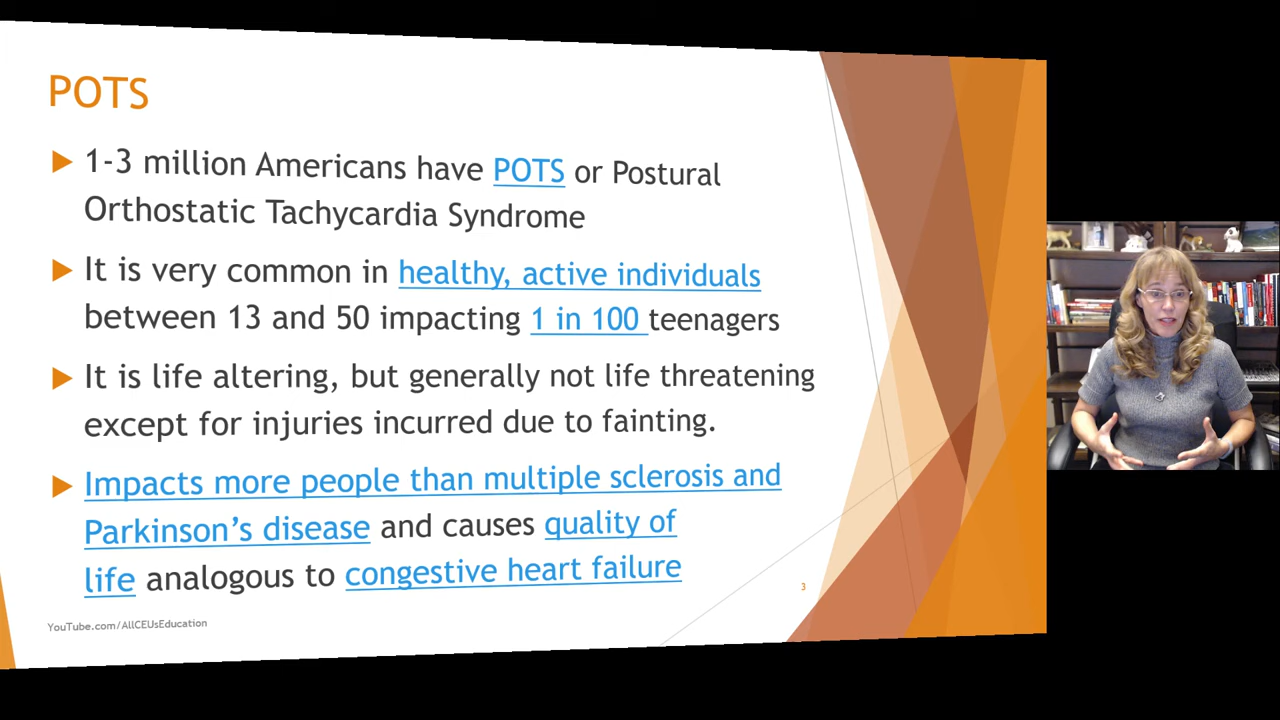 POTS
1-3 million Americans have POTS or Postural
Orthostatic Tachycardia Syndrome
It is very common in healthy, active individuals
between 13 and 50 impacting 1 in 100 teenagers
It is life altering, but generally not life threatening
except for injuries incurred due to fainting.
Impacts more people than multiple sclerosis and
Parkinson's disease and causes quality of
life analogous to congestive heart failure
3
YouTube.com/AllCEUsEducation